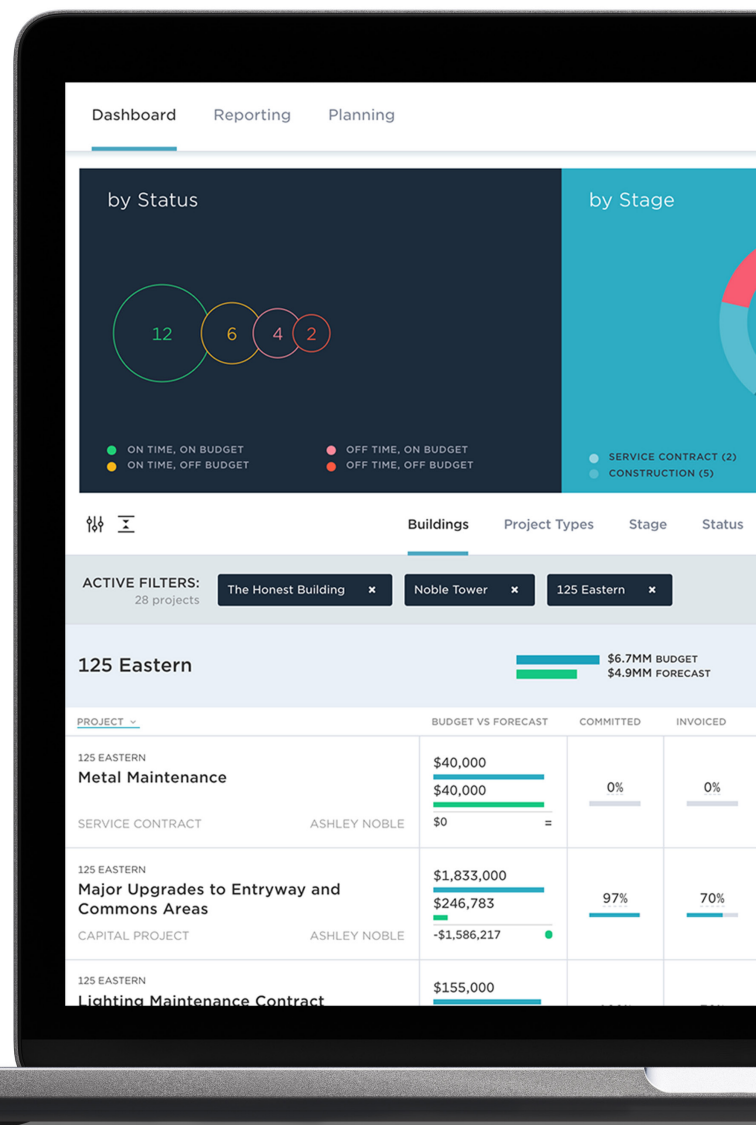 Dashboard Reporting Planning
by Status
by Stage
12 6 4 2
ON TIME, ON BUDGET
OFF TIME, ON BUDGET
ON TIME, OFF BUDGET
OFF TIME, OFF BUDGET
SERVICE CONTRACT (2)
CONSTRUCTION (5)
Buildings Project Types Stage Status
ACTIVE FILTERS:
28 projects
The Honest Building ×
Noble Tower ×
125 Eastern ×
125 Eastern
$6.7MM BUDGET
$4.9MM FORECAST
PROJECT BUDGET VS FORECAST COMMITTED INVOICED
125 EASTERN
Metal Maintenance
SERVICE CONTRACT ASHLEY NOBLE
$40,000
$40,000
$0 =
0%
0%
125 EASTERN
Major Upgrades to Entryway and
Commons Areas
CAPITAL PROJECT ASHLEY NOBLE
$1,833,000
$246,783
-$1,586,217
97%
70%
125 EASTERN
Lighting Maintenance Contract
$155,000